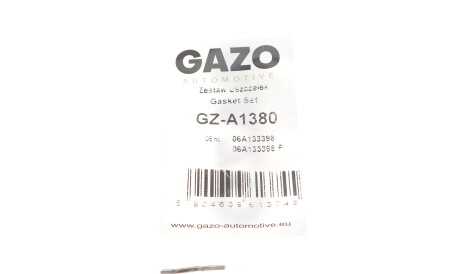 GAZO
AUTOMOTIVE
Zestaw Uszczelek
Gasket Set
GZ-A1380
06A133398
06A133398 F
www.gazo-automotive.eu